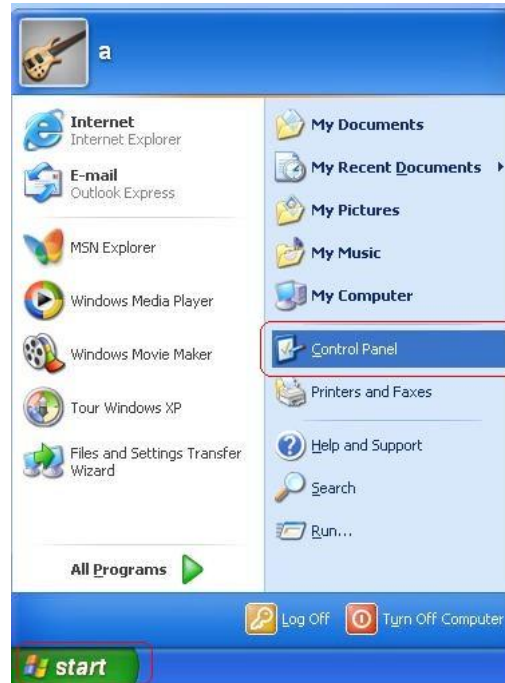 a
Internet
Internet Explorer
E-mail
Outlook Express
MSN Explorer
Windows Media Player
Windows Movie Maker
Tour Windows XP
Files and Settings Transfer
Wizard
All Programs
My Documents
My Recent Documents
My Pictures
My Music
My Computer
Control Panel
Printers and Faxes
Help and Support
Search
Run...
Log Off
Turn Off Computer
start